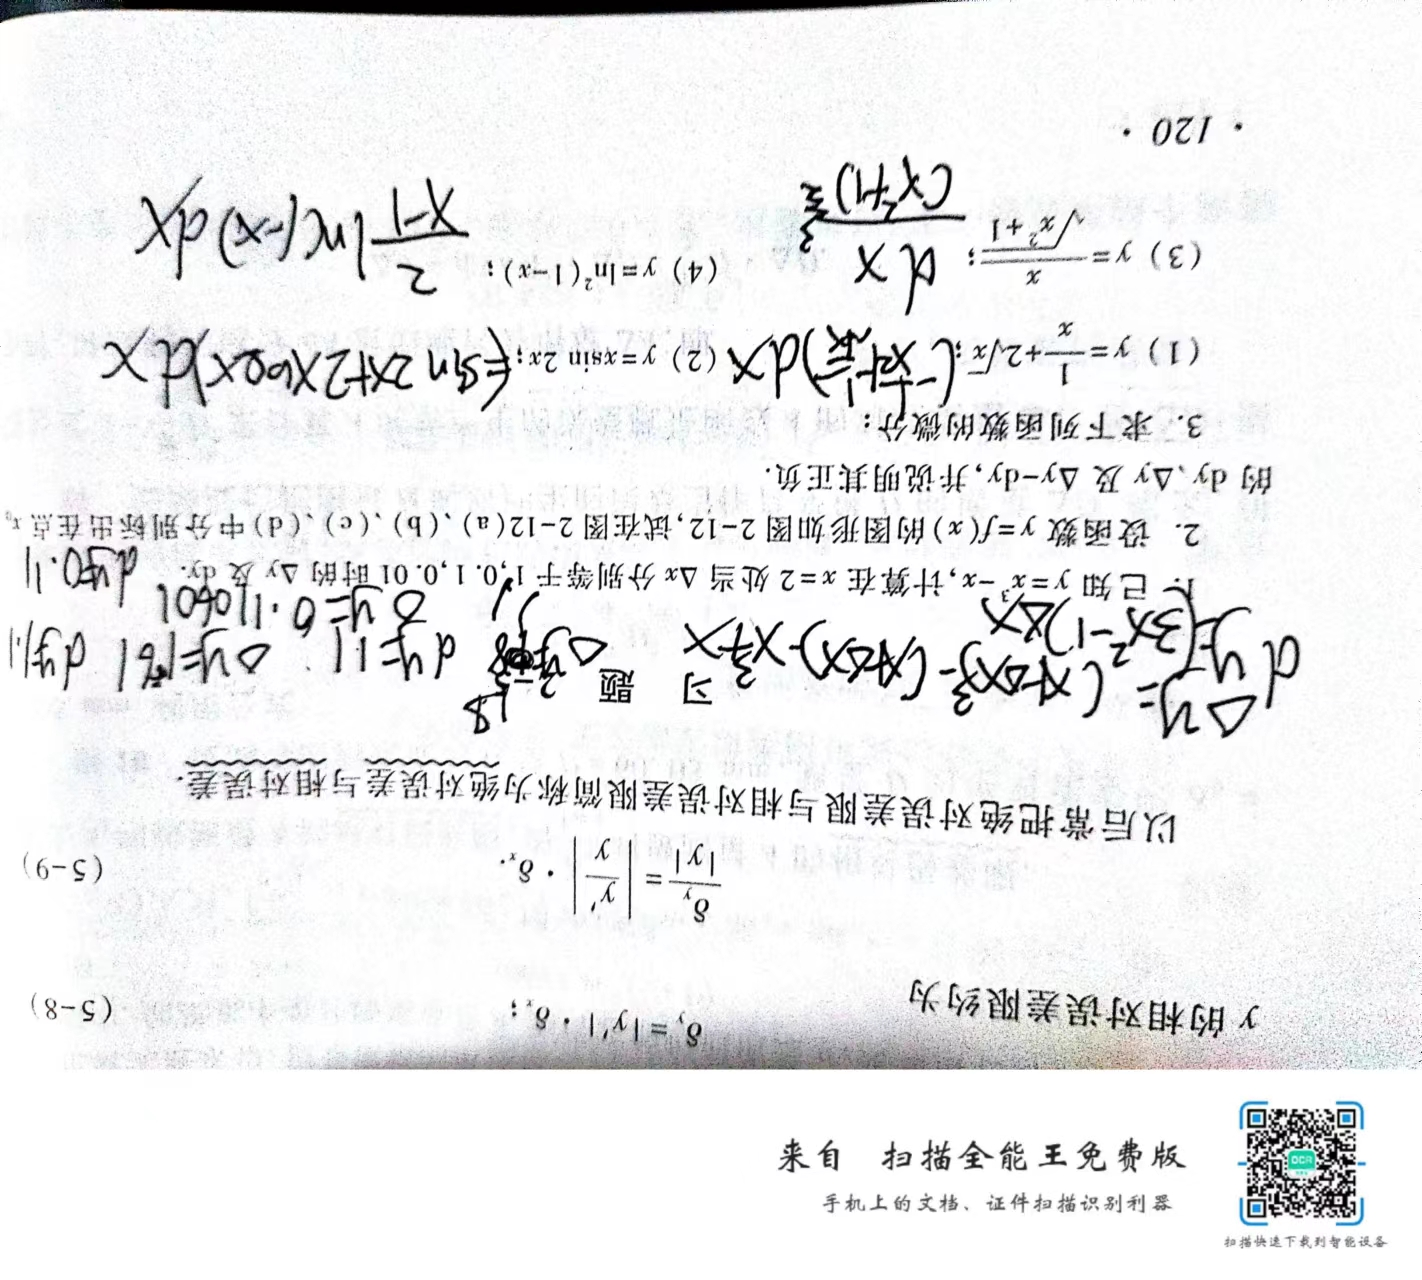 y 的相对误差限约为
δ_y = |y'| · δ_x; (5-8)
δ_y/|y| = |y'/y| · δ_x. (5-9)
以后常把绝对误差限与相对误差限简称为绝对误差与相对误差.
习 题
Δy= (x+Δx)³-(x+Δx)-x³+x
dy=(3x²-1)Δx
18
dy=11
Δy=1.161
dy=1.1
Δy=0.110601
dy=0.11
1. 已知 y=x³-x,计算在 x=2 处当 Δx 分别等于 1,0.1,0.01 时的 Δy 及 dy.
2. 设函数 y=f(x)的图形如图 2-12,试在图 2-12(a)、(b)、(c)、(d)中分别标出在点 x₀
的 dy、Δy 及 Δy-dy,并说明其正负.
3. 求下列函数的微分:
(1) y=1/x+2√x; (-1/x²+1/√x)dx (2) y=xsin 2x; (sin 2x+2xcos2x)dx
(3) y=x/√(x²+1); dx/(x²+1)^(3/2) (4) y=ln²(1-x); 2/(x-1) ln(1-x)dx
· 120 ·
来自 扫描全能王免费版
手机上的文档、证件扫描识别利器
扫描快速下载到智能设备